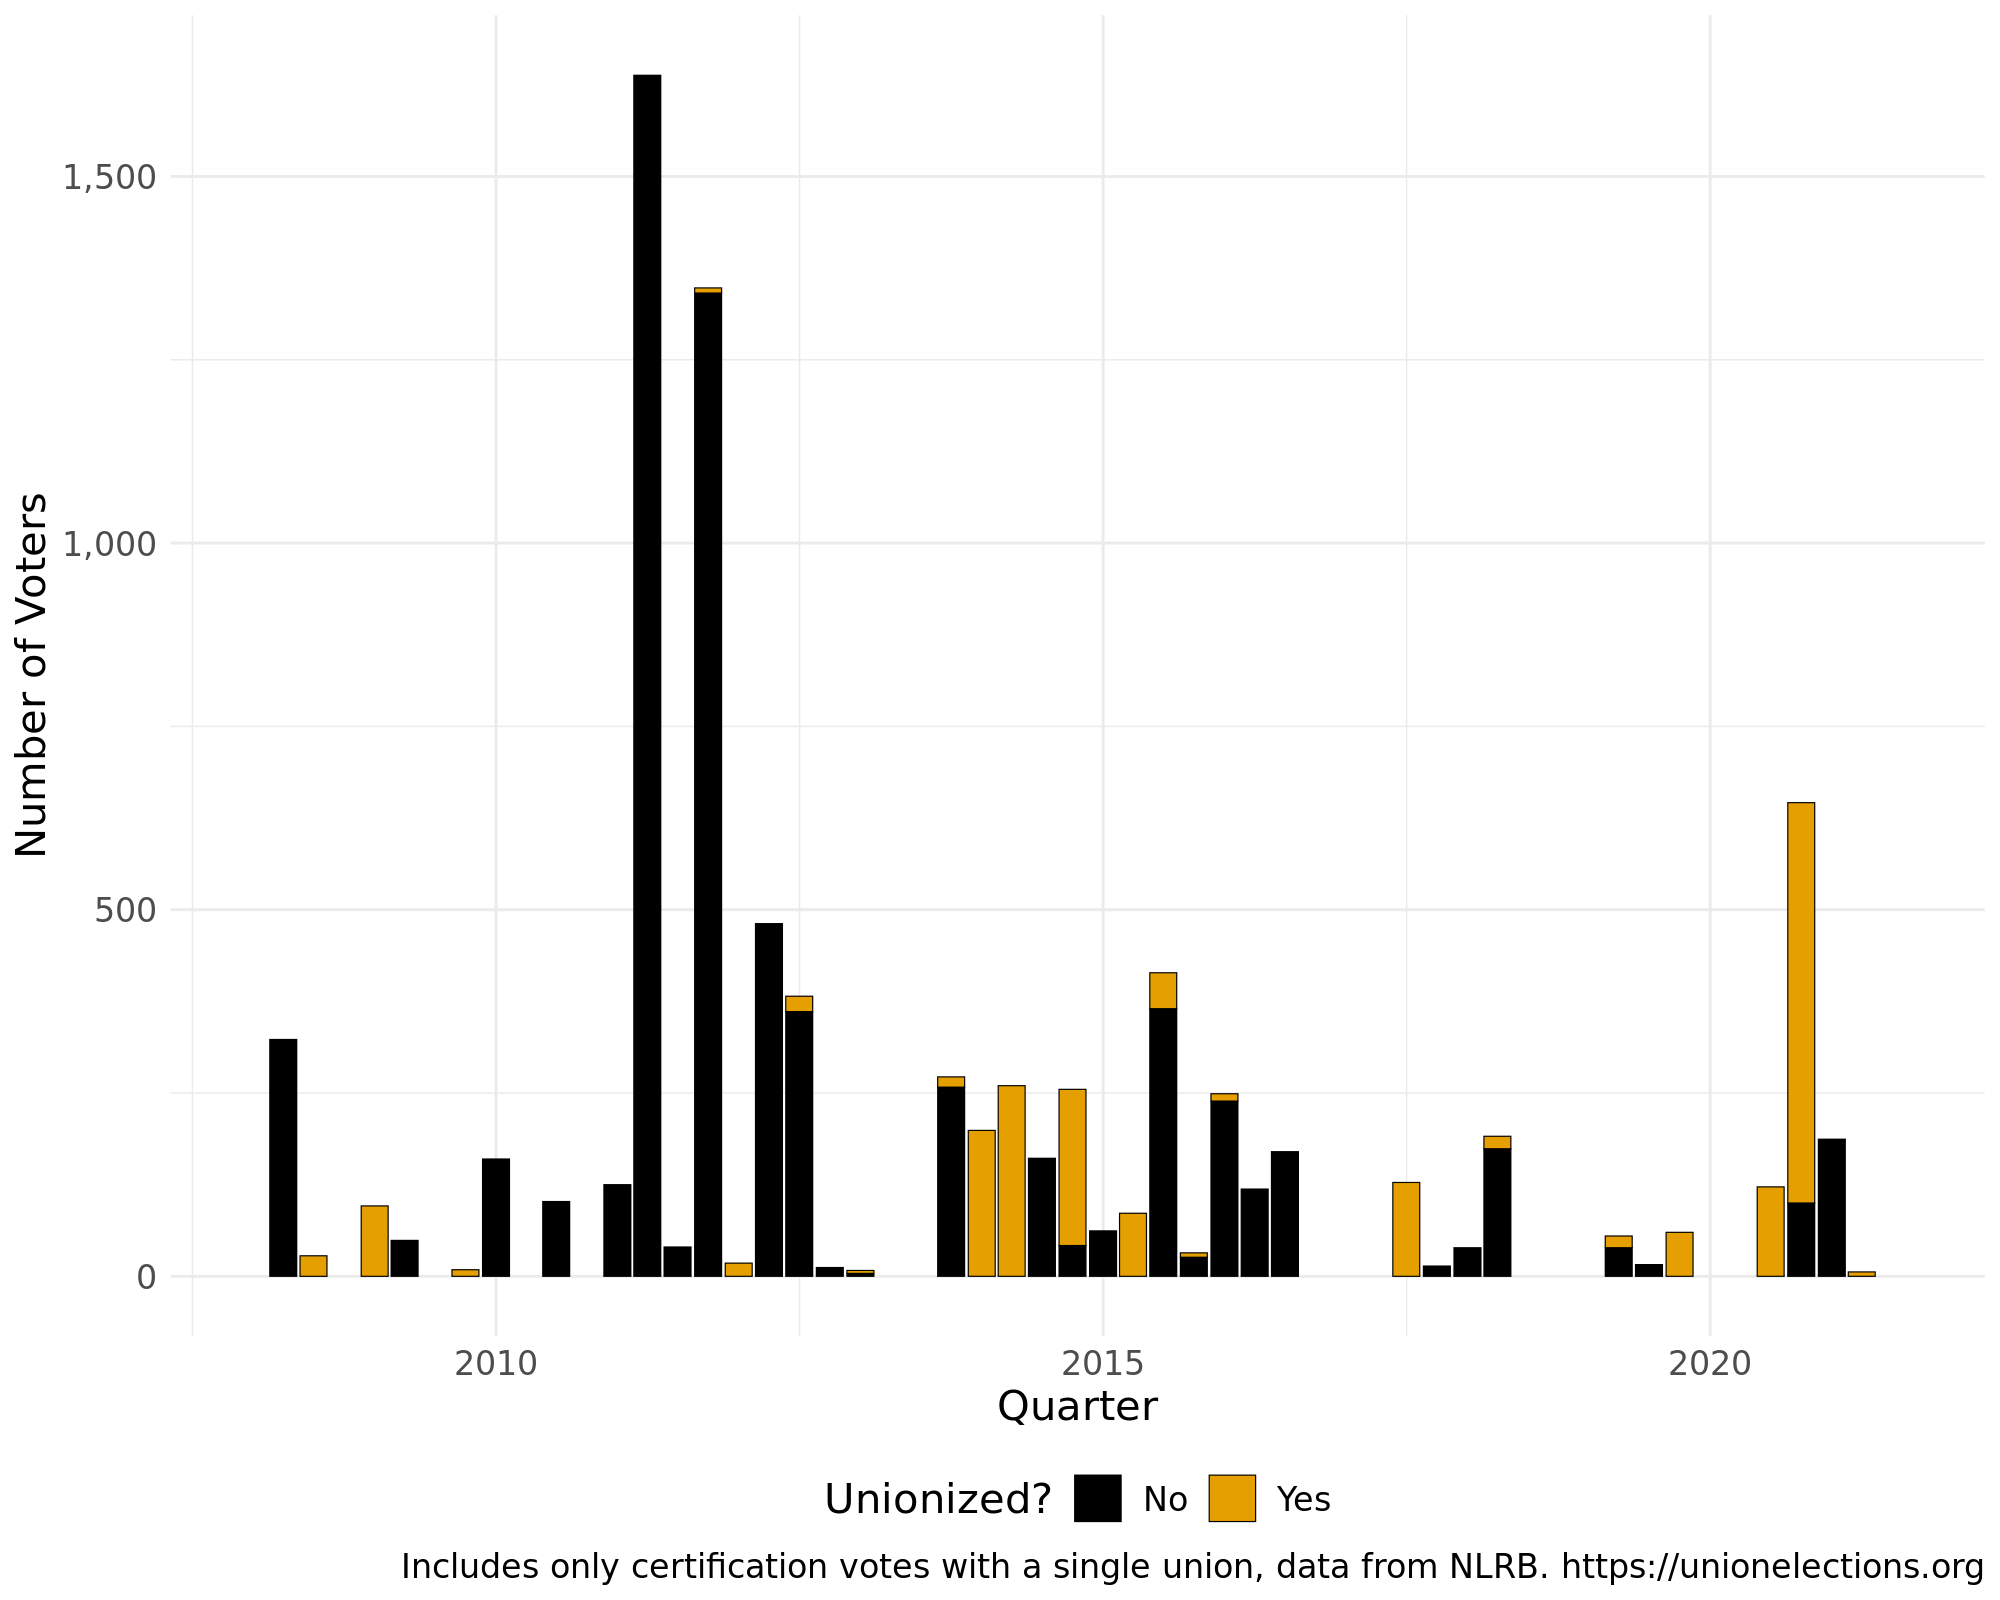 1,500
1,000
500
0
Number of Voters
2010 2015 2020
Quarter
Unionized? No Yes
Includes only certification votes with a single union, data from NLRB. https://unionelections.org